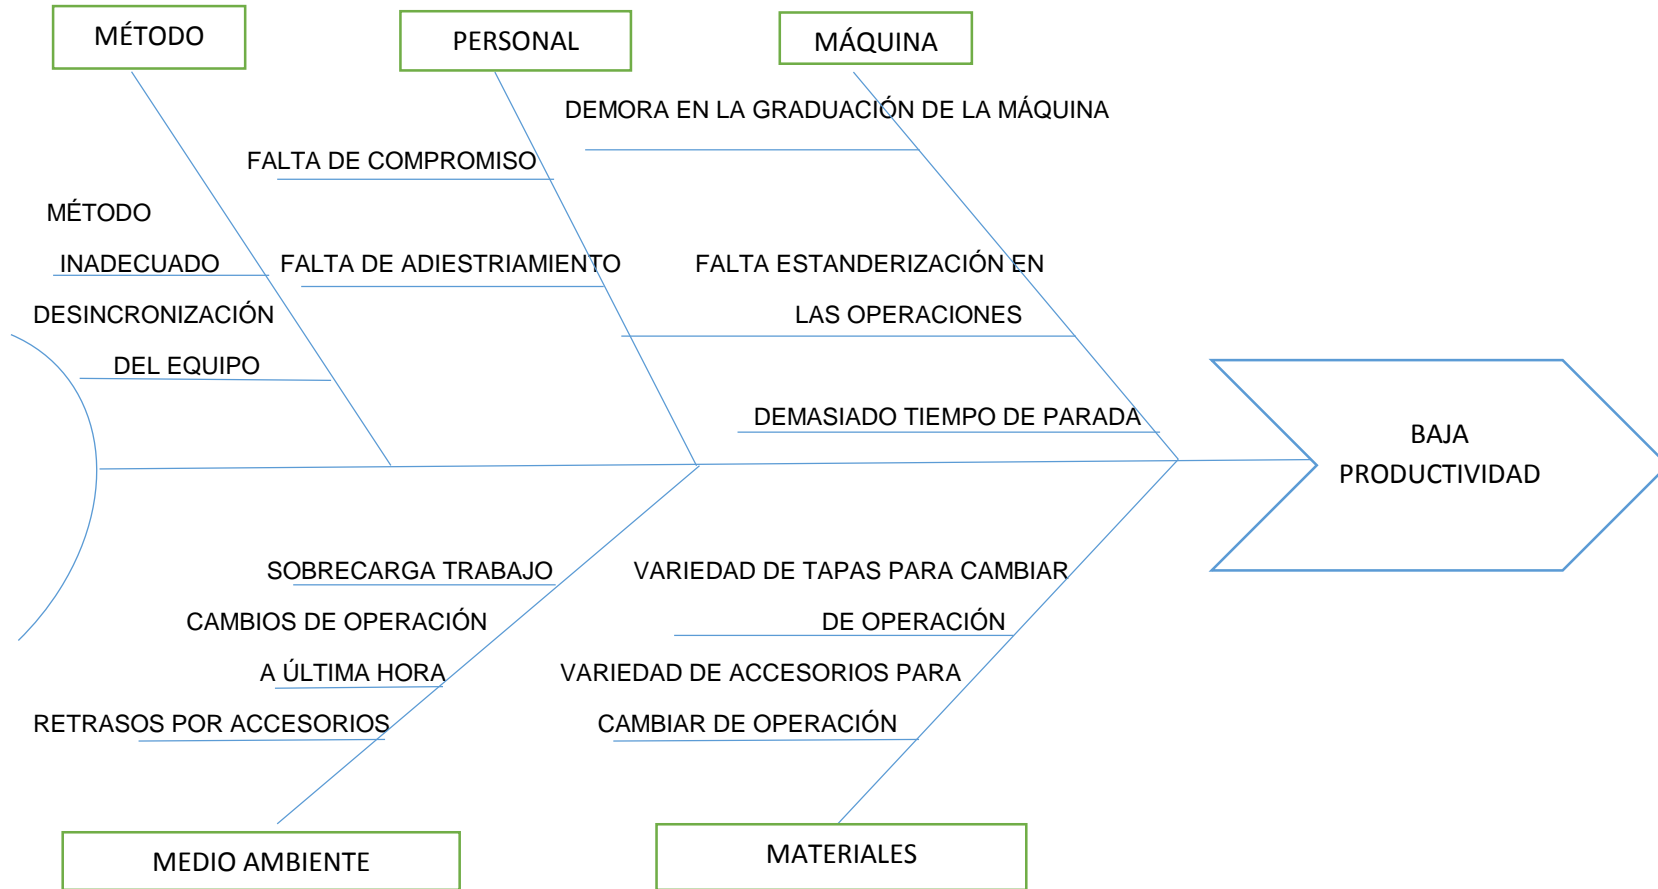 MÉTODO
PERSONAL
MÁQUINA
DEMORA EN LA GRADUACIÓN DE LA MÁQUINA
FALTA DE COMPROMISO
MÉTODO
INADECUADO
FALTA DE ADIESTRIAMIENTO
FALTA ESTANDERIZACIÓN EN
LAS OPERACIONES
DESINCRONIZACIÓN
DEL EQUIPO
DEMASIADO TIEMPO DE PARADA
BAJA
PRODUCTIVIDAD
SOBRECARGA TRABAJO
CAMBIOS DE OPERACIÓN
A ÚLTIMA HORA
RETRASOS POR ACCESORIOS
VARIEDAD DE TAPAS PARA CAMBIAR
DE OPERACIÓN
VARIEDAD DE ACCESORIOS PARA
CAMBIAR DE OPERACIÓN
MEDIO AMBIENTE
MATERIALES